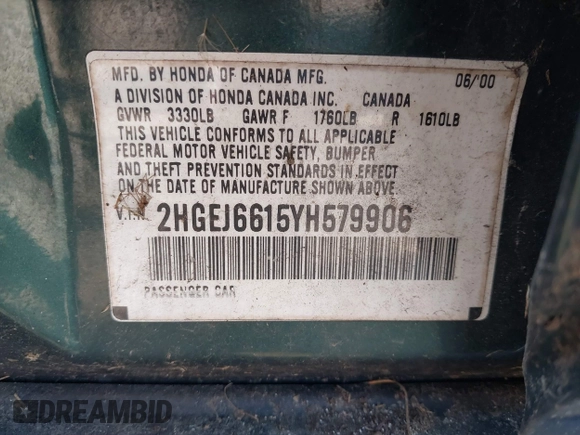 MFD. BY HONDA OF CANADA MFG. 06/00
A DIVISION OF HONDA CANADA INC. CANADA
GVWR 3330LB GAWR F 1760LB R 1610LB
THIS VEHICLE CONFORMS TO ALL APPLICABLE
FEDERAL MOTOR VEHICLE SAFETY, BUMPER
AND THEFT PREVENTION STANDARDS IN EFFECT
ON THE DATE OF MANUFACTURE SHOWN ABOVE.
V.I.N. 2HGEJ6615YH579906
PASSENGER CAR
DREAMBID